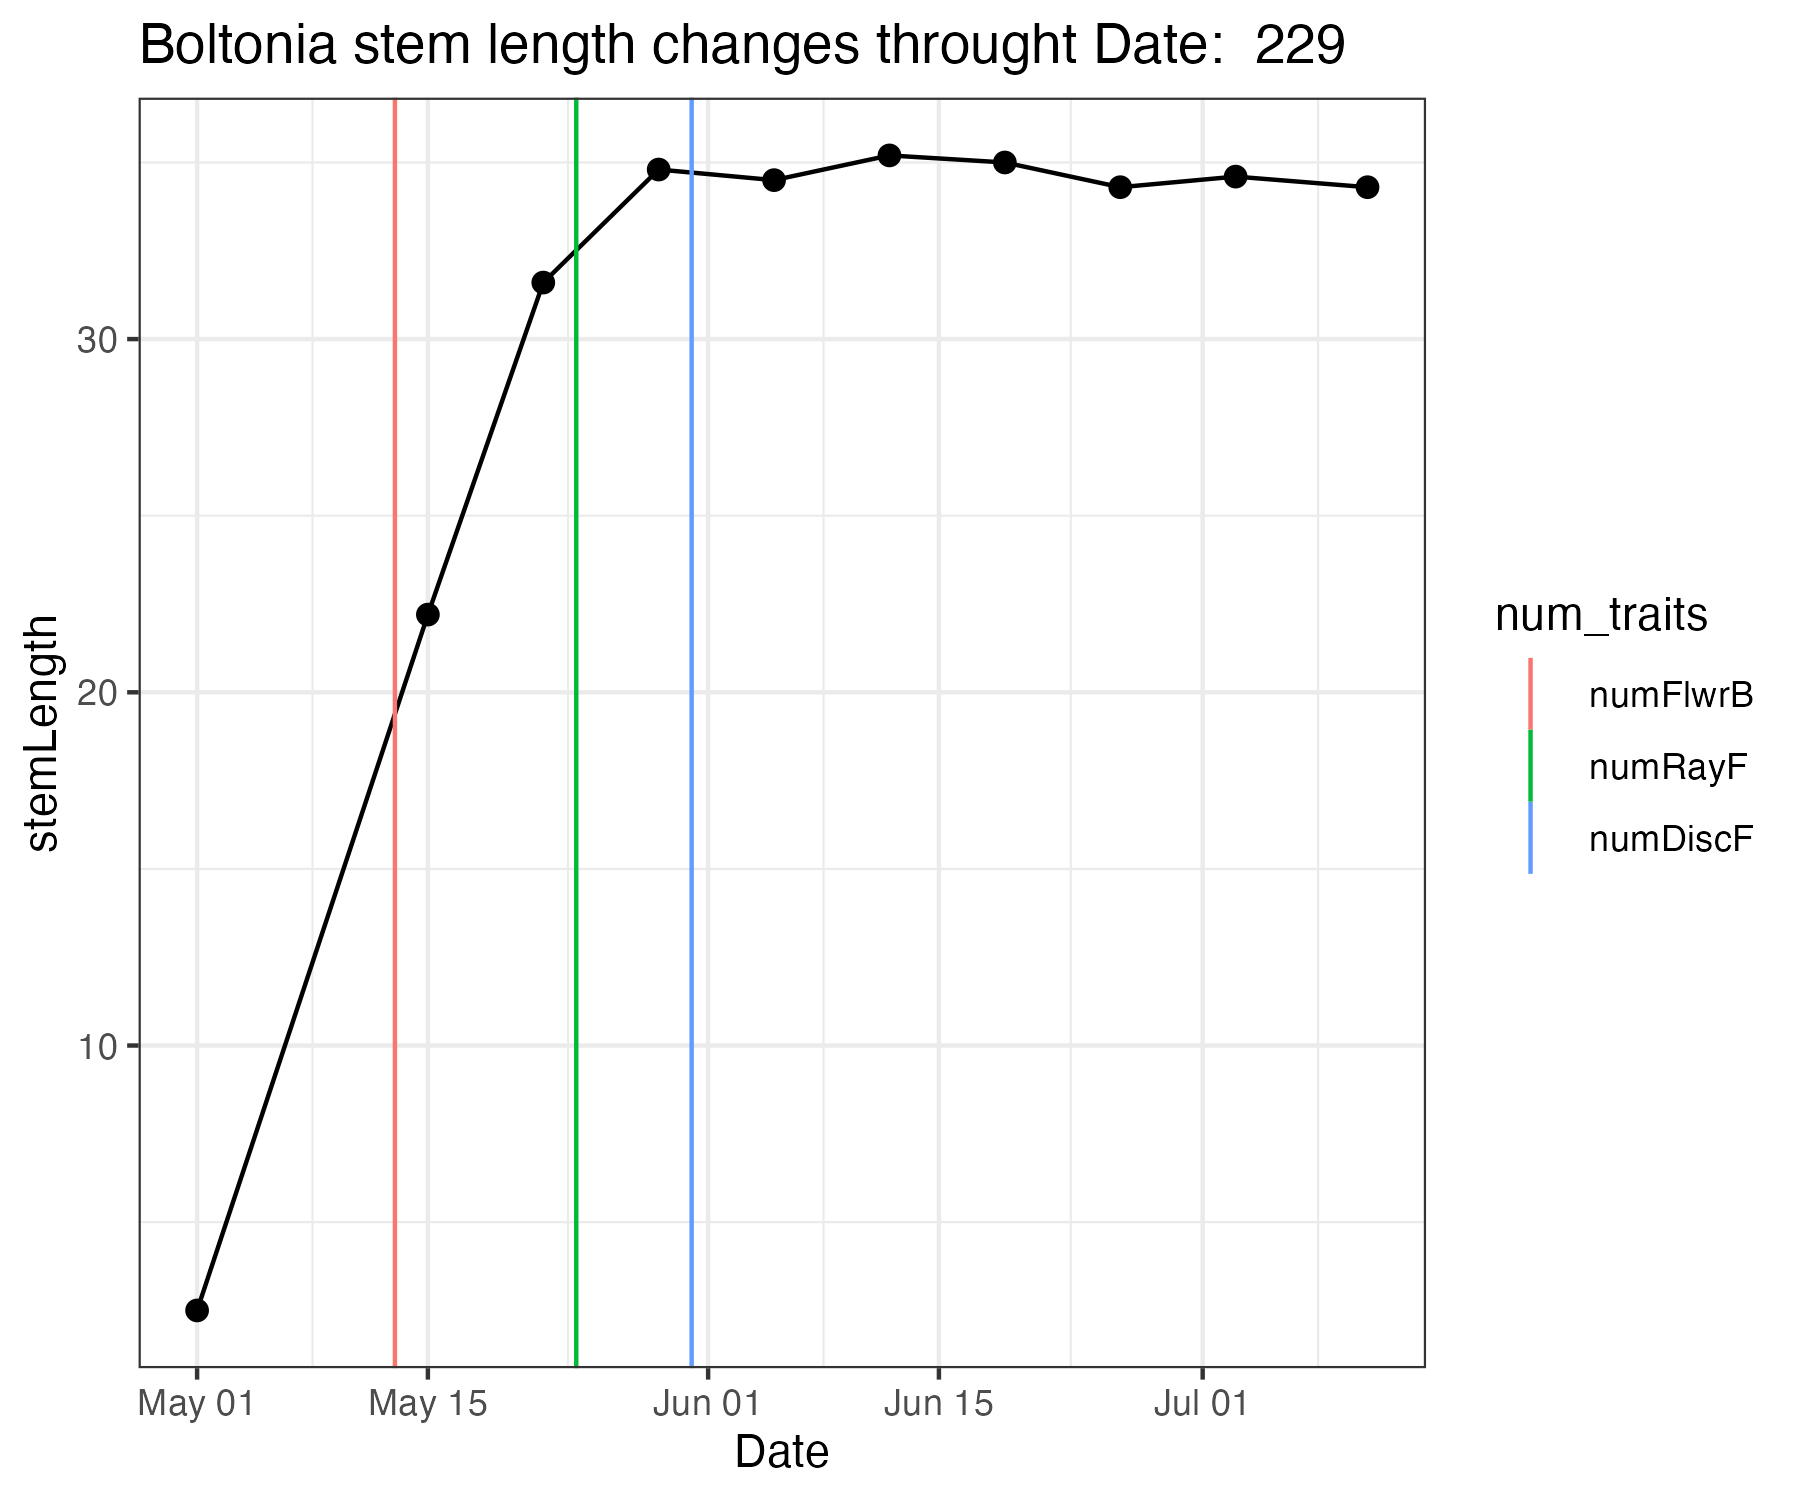 Boltonia stem length changes throught Date:  229
stemLength
30
20
10
May 01
May 15
Jun 01
Jun 15
Jul 01
Date
num_traits
numFlwrB
numRayF
numDiscF